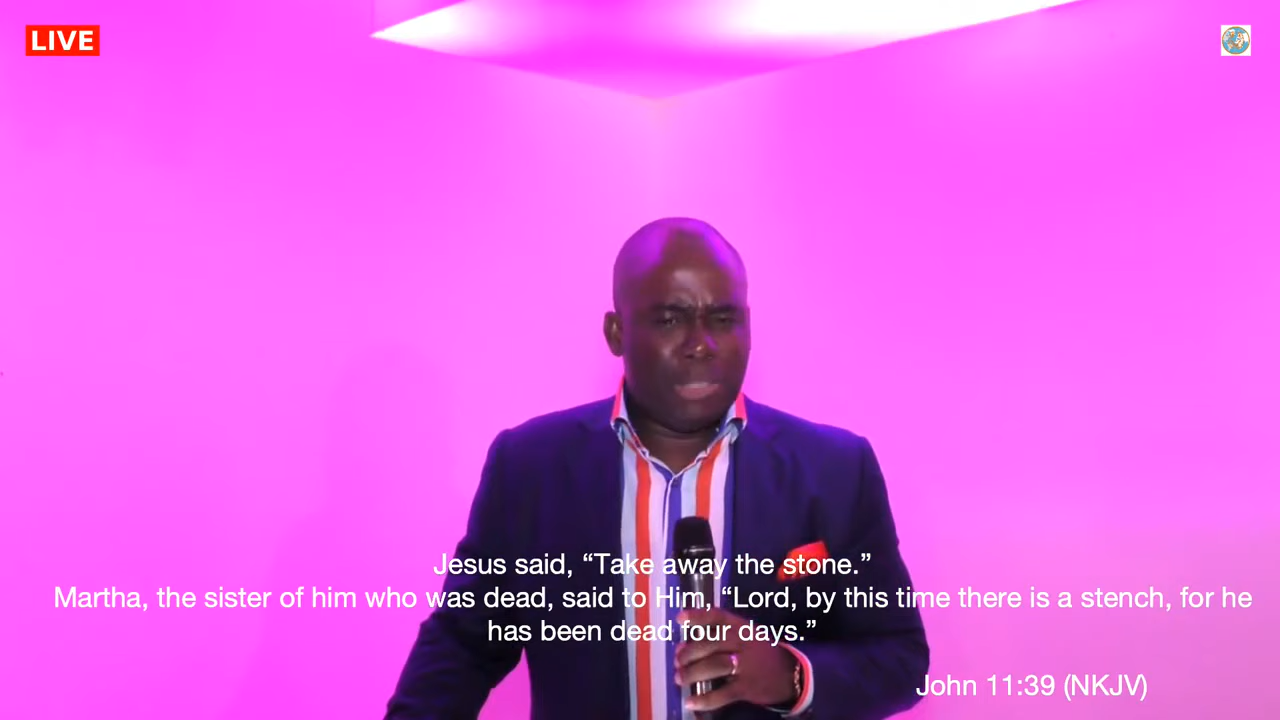 LIVE
Jesus said, “Take away the stone.”
Martha, the sister of him who was dead, said to Him, “Lord, by this time there is a stench, for he
has been dead four days.”
John 11:39 (NKJV)